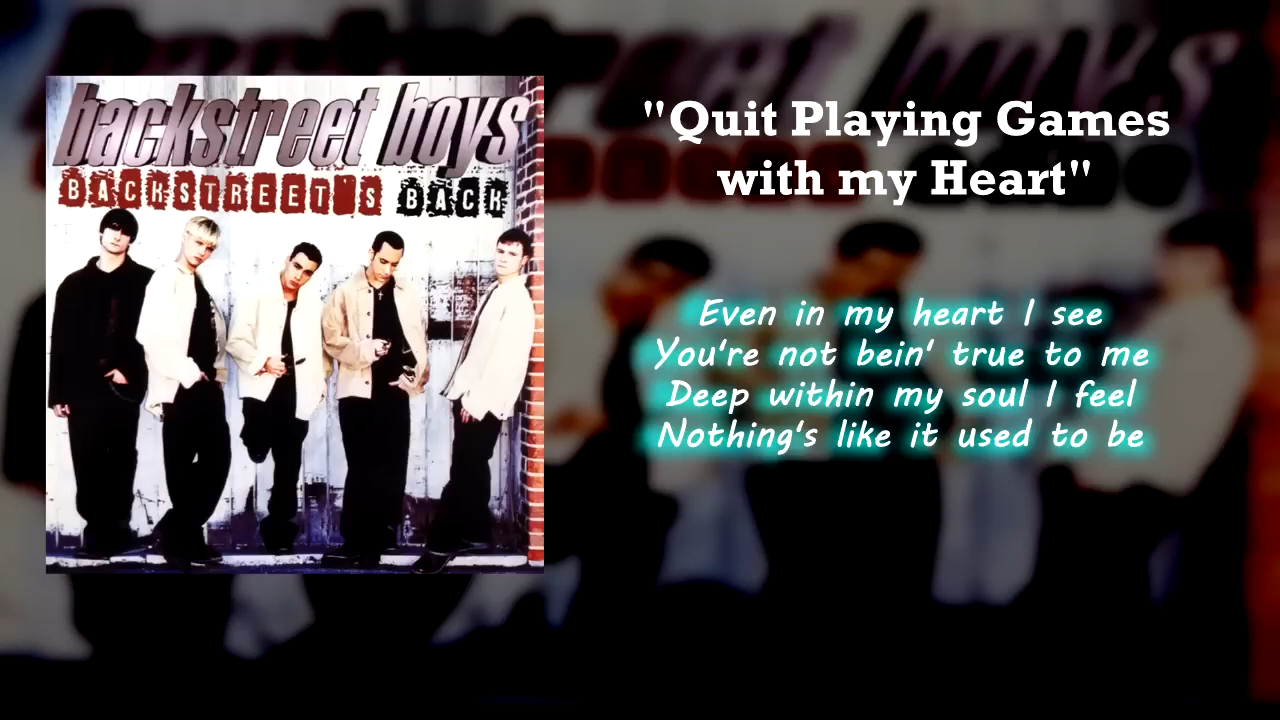 backstreet boys
BACKSTREET'S BACK
"Quit Playing Games
with my Heart"
Even in my heart I see
You're not bein' true to me
Deep within my soul I feel
Nothing's like it used to be